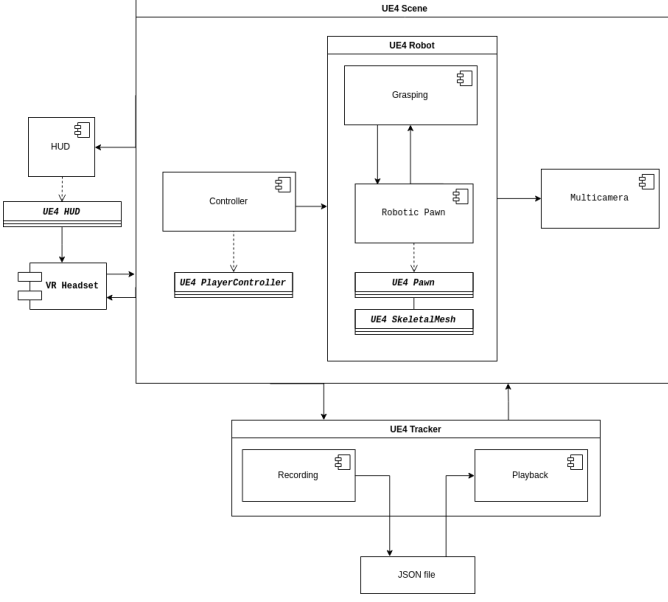 UE4 Scene
UE4 Robot
Grasping
HUD
Controller
Robotic Pawn
Multicamera
UE4 HUD
VR Headset
UE4 PlayerController
UE4 Pawn
UE4 SkeletalMesh
UE4 Tracker
Recording
Playback
JSON file